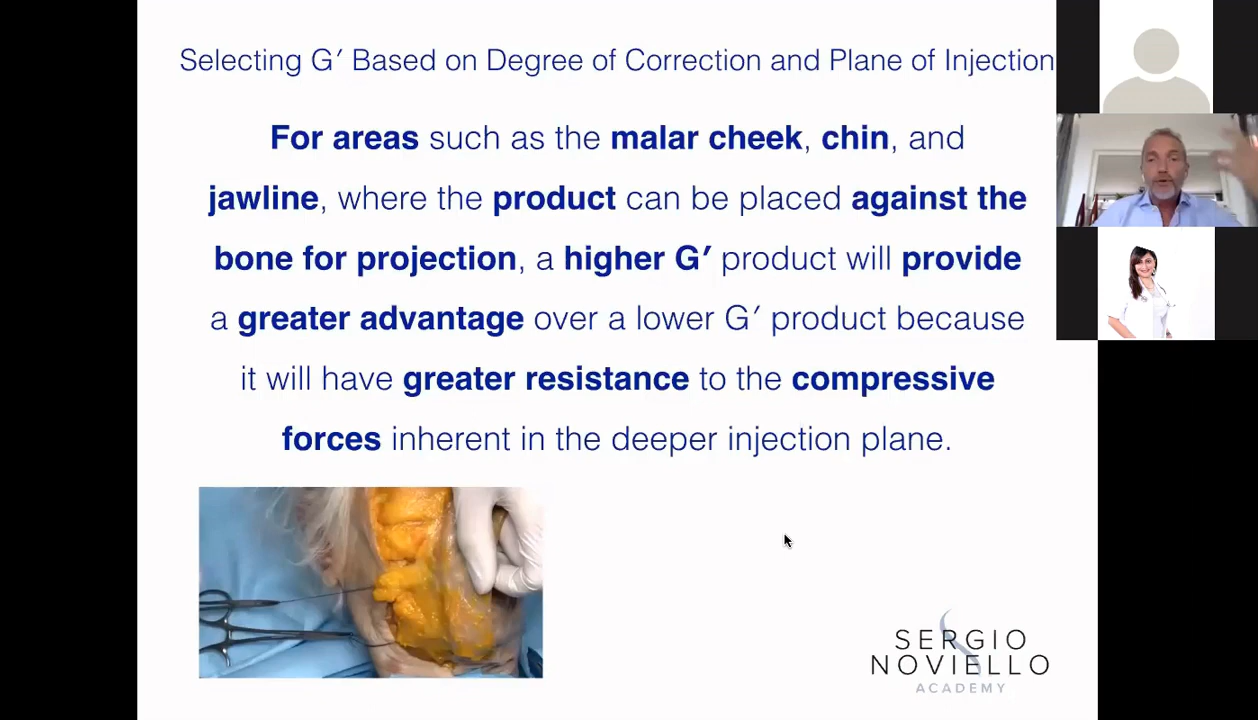 Selecting G′ Based on Degree of Correction and Plane of Injection
For areas such as the malar cheek, chin, and
jawline, where the product can be placed against the
bone for projection, a higher G′ product will provide
a greater advantage over a lower G′ product because
it will have greater resistance to the compressive
forces inherent in the deeper injection plane.
SERGIO
NOVIELLO
ACADEMY